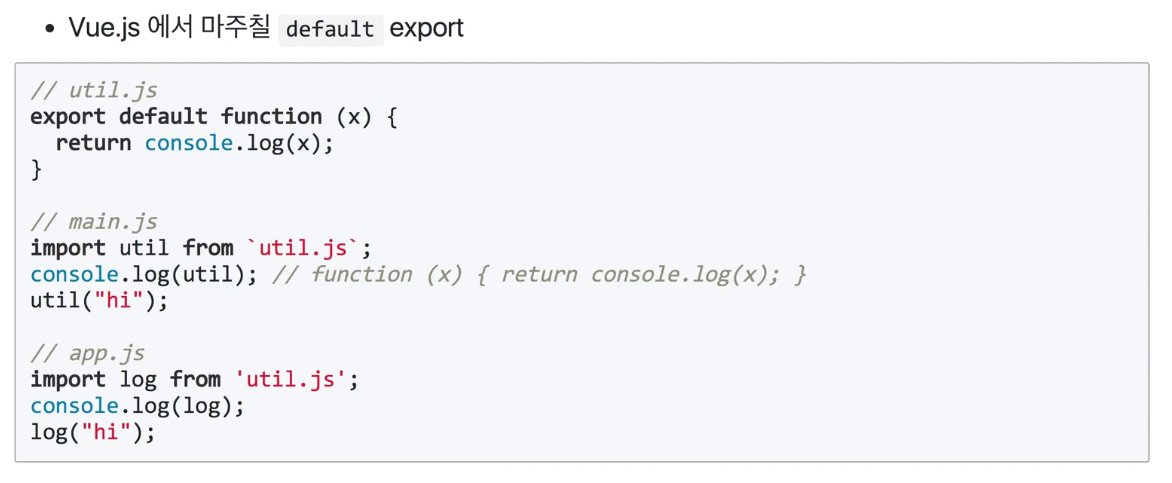 • Vue.js 에서 마주칠 default export
// util.js
export default function (x) {
  return console.log(x);
}
// main.js
import util from `util.js`;
console.log(util); // function (x) { return console.log(x); }
util("hi");
// app.js
import log from 'util.js';
console.log(log);
log("hi");